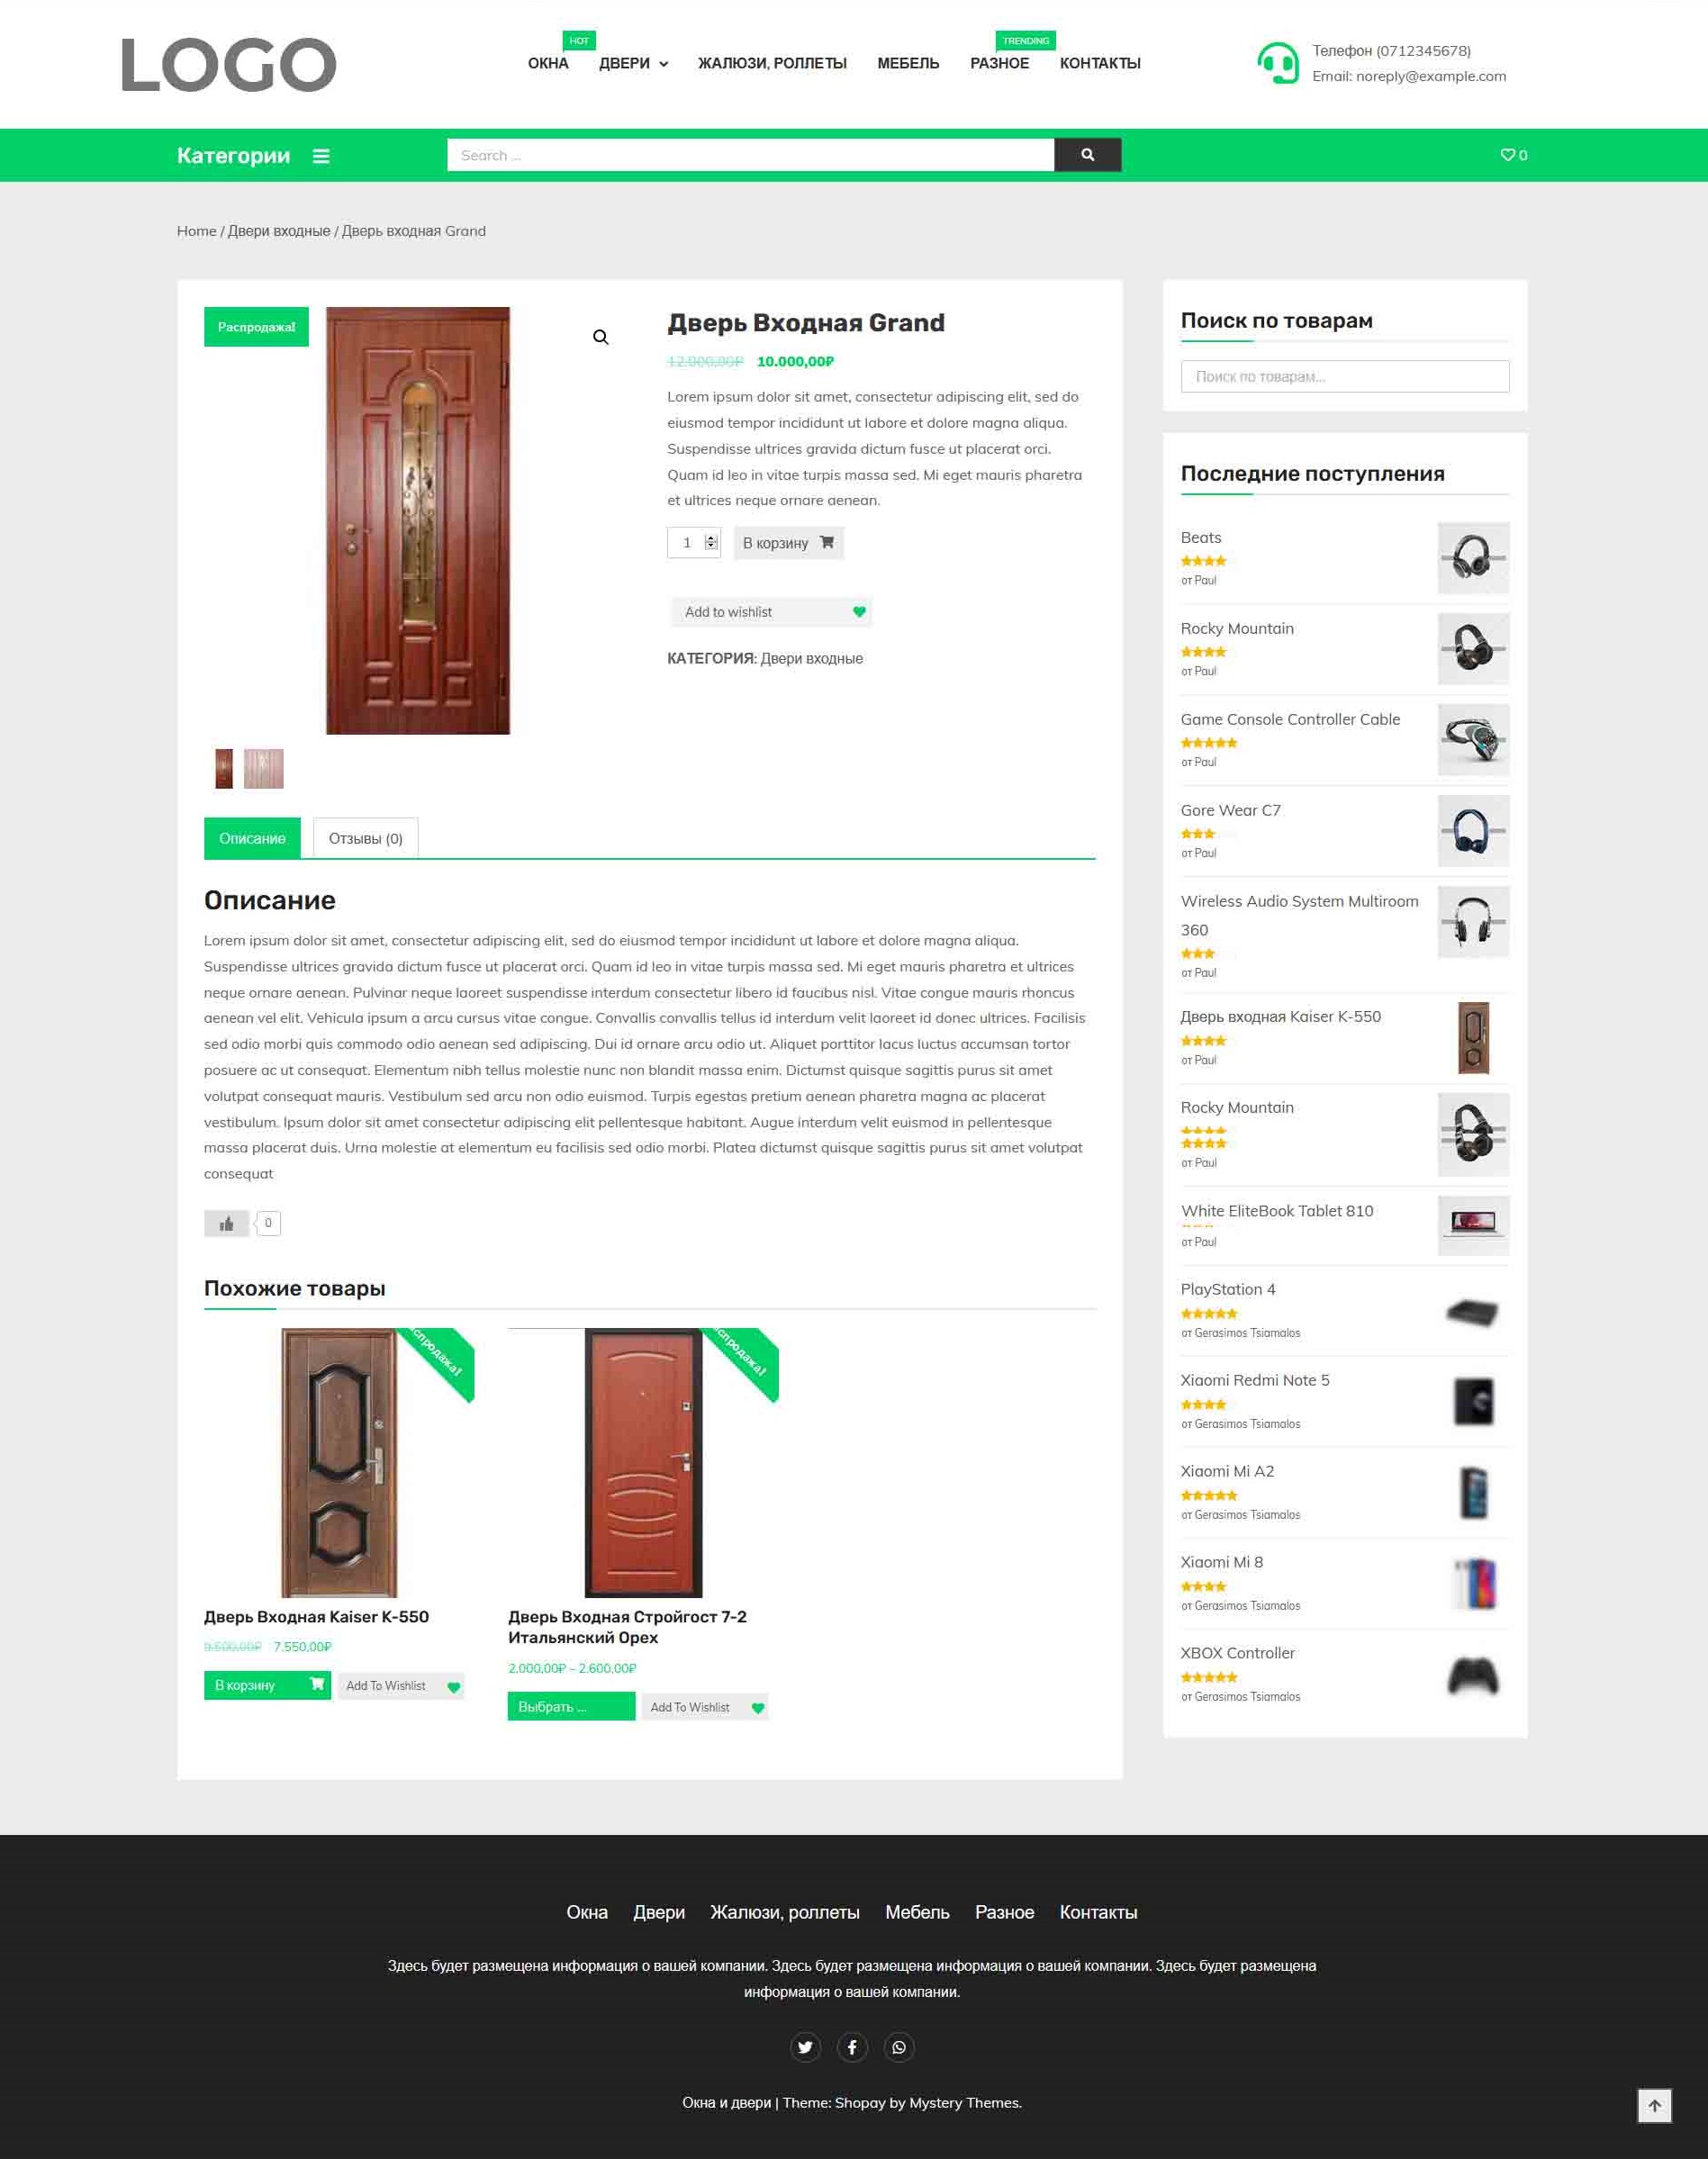 LOGO
HOT
TRENDING
ОКНА ДВЕРИ ЖАЛЮЗИ, РОЛЛЕТЫ МЕБЕЛЬ РАЗНОЕ КОНТАКТЫ
Телефон (0712345678)
Email: noreply@example.com
Категории
Search ...
0
Home / Двери входные / Дверь входная Grand
Распродажа!
Дверь Входная Grand
12.000,00₽ 10.000,00₽
Lorem ipsum dolor sit amet, consectetur adipiscing elit, sed do
eiusmod tempor incididunt ut labore et dolore magna aliqua.
Suspendisse ultrices gravida dictum fusce ut placerat orci.
Quam id leo in vitae turpis massa sed. Mi eget mauris pharetra
et ultrices neque ornare aenean.
1
В корзину
Add to wishlist
КАТЕГОРИЯ: Двери входные
Описание
Отзывы (0)
Описание
Lorem ipsum dolor sit amet, consectetur adipiscing elit, sed do eiusmod tempor incididunt ut labore et dolore magna aliqua.
Suspendisse ultrices gravida dictum fusce ut placerat orci. Quam id leo in vitae turpis massa sed. Mi eget mauris pharetra et ultrices
neque ornare aenean. Pulvinar neque laoreet suspendisse interdum consectetur libero id faucibus nisl. Vitae congue mauris rhoncus
aenean vel elit. Vehicula ipsum a arcu cursus vitae congue. Convallis convallis tellus id interdum velit laoreet id donec ultrices. Facilisis
sed odio morbi quis commodo odio aenean sed adipiscing. Dui id ornare arcu odio ut. Aliquet porttitor lacus luctus accumsan tortor
posuere ac ut consequat. Elementum nibh tellus molestie nunc non blandit massa enim. Dictumst quisque sagittis purus sit amet
volutpat consequat mauris. Vestibulum sed arcu non odio euismod. Turpis egestas pretium aenean pharetra magna ac placerat
vestibulum. Ipsum dolor sit amet consectetur adipiscing elit pellentesque habitant. Augue interdum velit euismod in pellentesque
massa placerat duis. Urna molestie at elementum eu facilisis sed odio morbi. Platea dictumst quisque sagittis purus sit amet volutpat
consequat
0
Похожие товары
спродажа!
Дверь Входная Kaiser K-550
7.550,00₽
В корзину
Add To Wishlist
спродажа!
Дверь Входная Стройгост 7-2
Итальянский Орех
2.000,00₽ – 2.600,00₽
Выбрать ...
Add To Wishlist
Поиск по товарам
Поиск по товарам...
Последние поступления
Beats
от Paul
Rocky Mountain
от Paul
Game Console Controller Cable
от Paul
Gore Wear C7
от Paul
Wireless Audio System Multiroom
360
от Paul
Дверь входная Kaiser K-550
от Paul
Rocky Mountain
от Paul
White EliteBook Tablet 810
от Paul
PlayStation 4
от Gerasimos Tsiamalos
Xiaomi Redmi Note 5
от Gerasimos Tsiamalos
Xiaomi Mi A2
от Gerasimos Tsiamalos
Xiaomi Mi 8
от Gerasimos Tsiamalos
XBOX Controller
от Gerasimos Tsiamalos
Окна Двери Жалюзи, роллеты Мебель Разное Контакты
Здесь будет размещена информация о вашей компании. Здесь будет размещена информация о вашей компании. Здесь будет размещена
информация о вашей компании.
Окна и двери | Theme: Shopay by Mystery Themes.